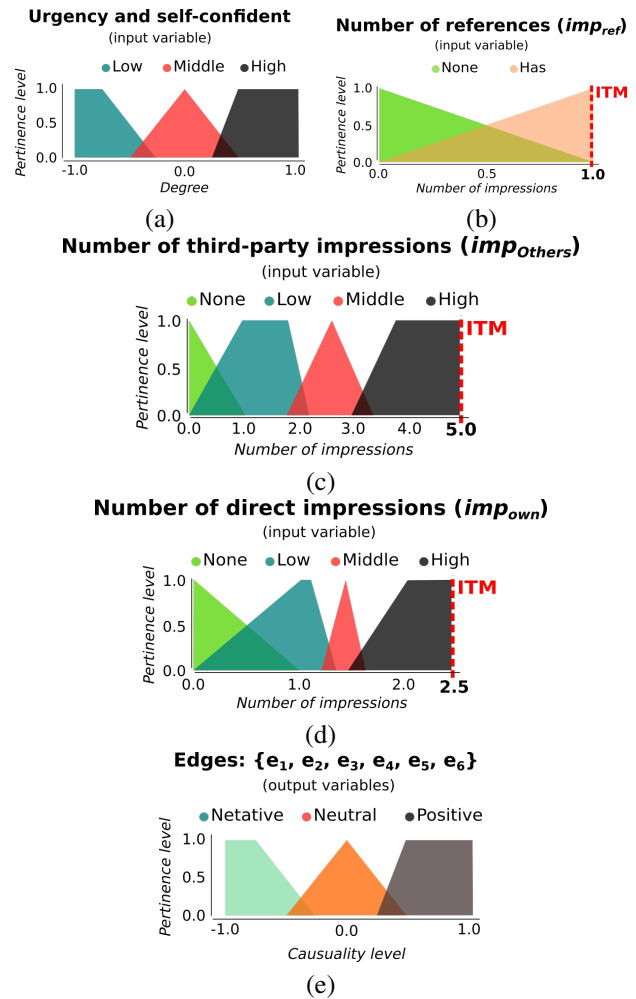 Urgency and self-confident
(input variable)
Low Middle High
Pertinence level
1.0
0.5
0.0
-1.0 0.0 1.0
Degree
(a)
Number of references (imp_ref)
(input variable)
None Has
Pertinence level
1.0
0.5
0.0
ITM
0.0 0.5 1.0
Number of impressions
(b)
Number of third-party impressions (imp_Others)
(input variable)
None Low Middle High
Pertinence level
1.0
0.5
0.0
ITM
0.0 1.0 2.0 3.0 4.0 5.0
Number of impressions
(c)
Number of direct impressions (imp_own)
(input variable)
None Low Middle High
Pertinence level
1.0
0.5
0.0
ITM
0.0 1.0 2.0 2.5
Number of impressions
(d)
Edges: {e1, e2, e3, e4, e5, e6}
(output variables)
Netative Neutral Positive
Pertinence level
1.0
0.5
0.0
-1.0 0.0 1.0
Causuality level
(e)